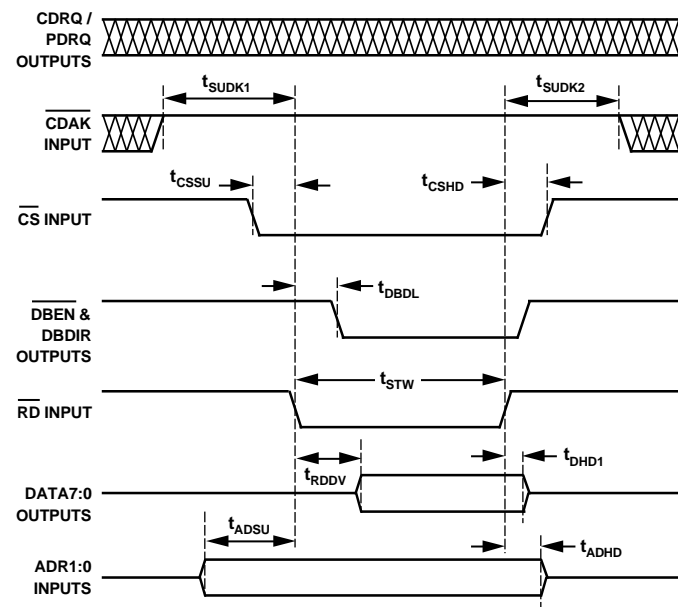 CDRQ /
PDRQ
OUTPUTS
tSUDK1
tSUDK2
CDAK
INPUT
tCSSU
tCSHD
CS INPUT
tDBDL
DBEN &
DBDIR
OUTPUTS
tSTW
RD INPUT
tRDDV
tDHD1
DATA7:0
OUTPUTS
tADSU
tADHD
ADR1:0
INPUTS